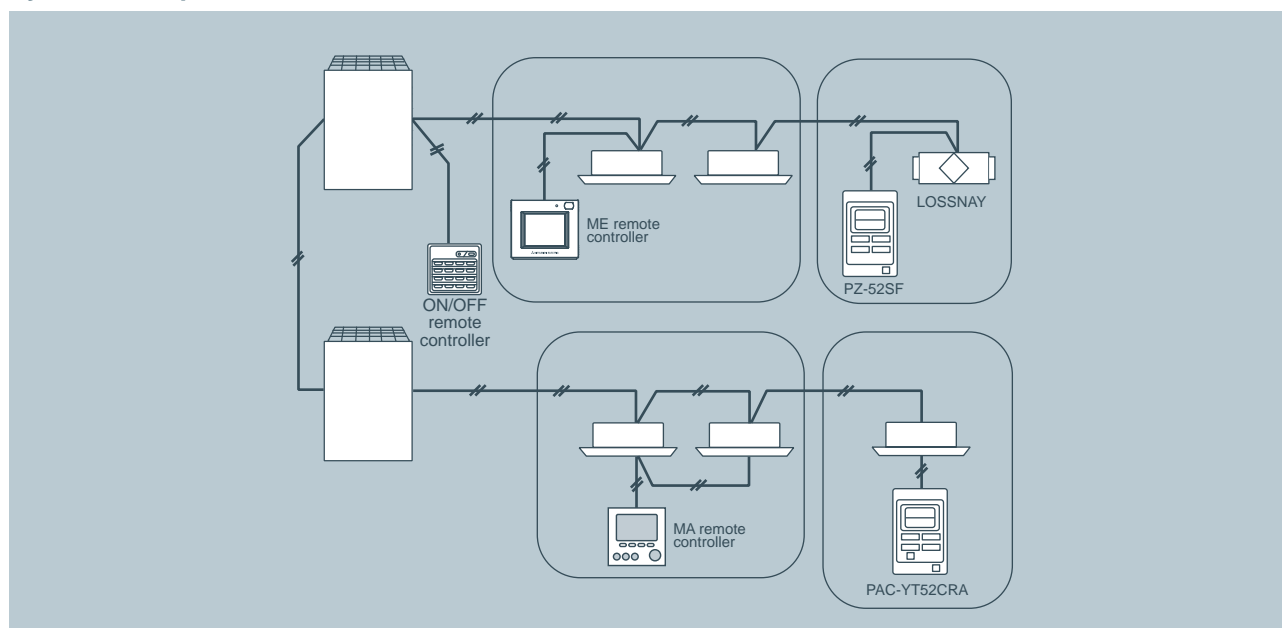 ME remote
controller
LOSSNAY
PZ-52SF
ON/OFF
remote
controller
MA remote
controller
PAC-YT52CRA